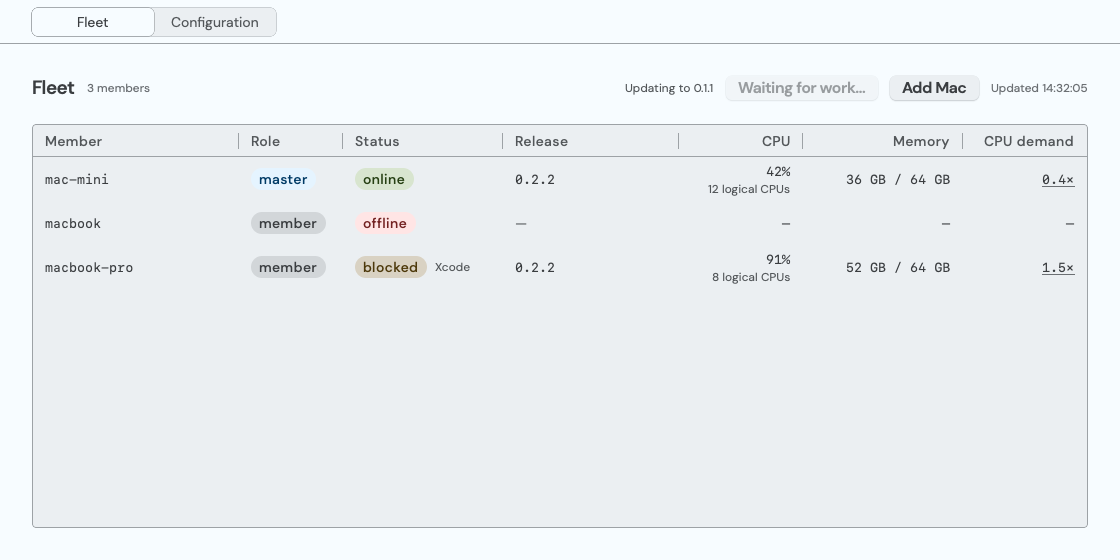 Fleet Configuration
Fleet 3 members Updating to 0.1.1 Waiting for work... Add Mac Updated 14:32:05
Member Role Status Release CPU Memory CPU demand
mac-mini master online 0.2.2 42% 36 GB / 64 GB 0.4×
12 logical CPUs
macbook member offline — — — —
macbook-pro member blocked Xcode 0.2.2 91% 52 GB / 64 GB 1.5×
8 logical CPUs